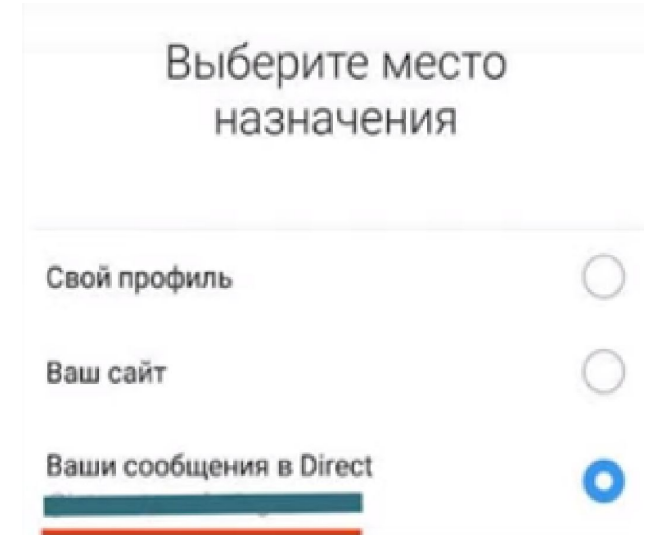 Выберите место
назначения
Свой профиль
Ваш сайт
Ваши сообщения в Direct